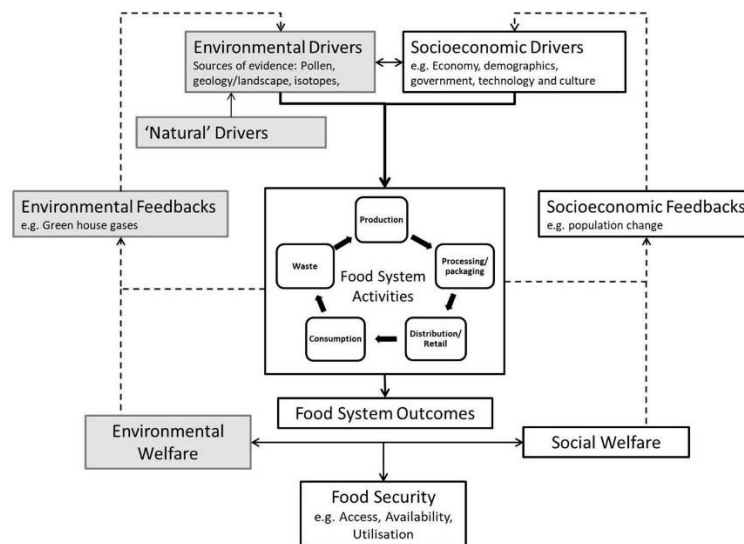 Environmental Drivers
Sources of evidence: Pollen,
geology/landscape, isotopes,
Socioeconomic Drivers
e.g. Economy, demographics,
government, technology and culture
‘Natural’ Drivers
Environmental Feedbacks
e.g. Green house gases
Socioeconomic Feedbacks
e.g. population change
Production
Processing/
packaging
Distribution/
Retail
Consumption
Waste
Food System
Activities
Food System Outcomes
Environmental
Welfare
Social Welfare
Food Security
e.g. Access, Availability,
Utilisation